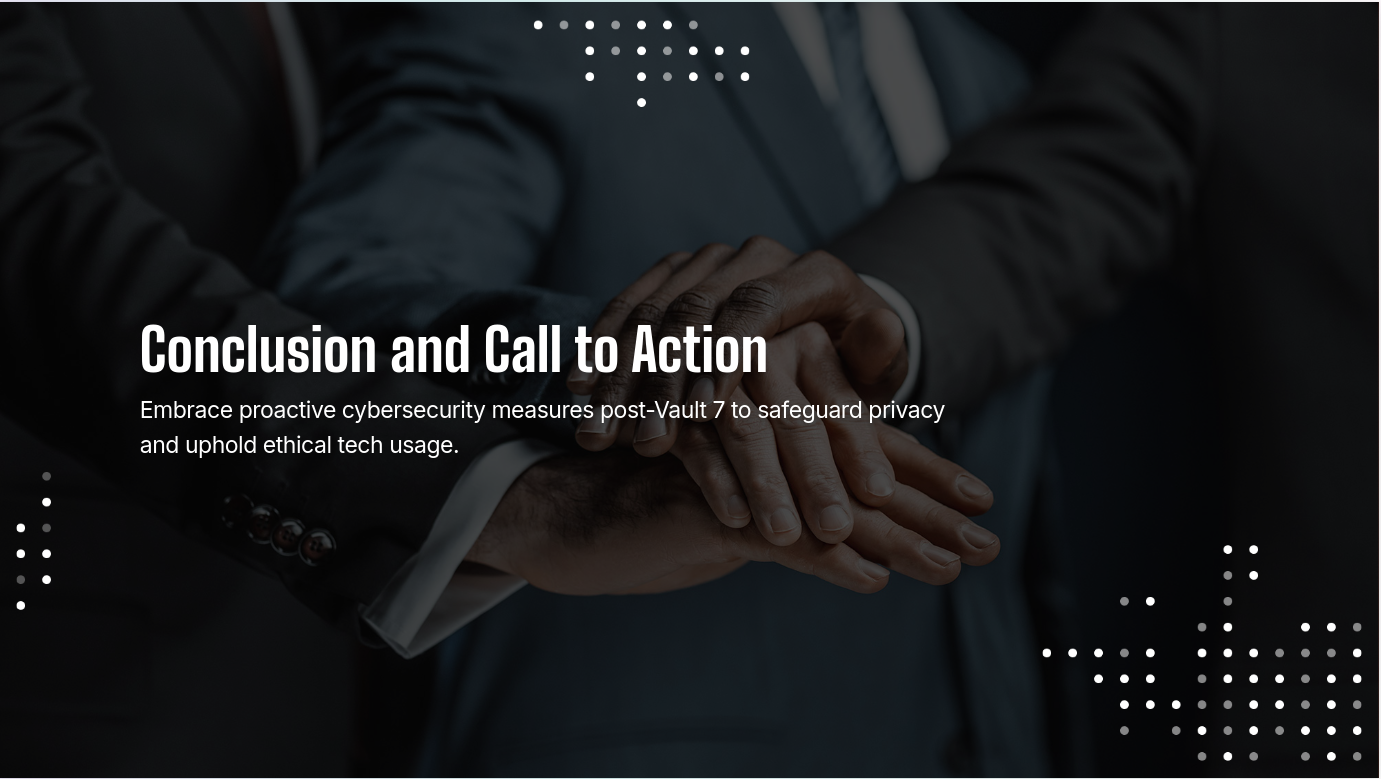 Conclusion and Call to Action
Embrace proactive cybersecurity measures post-Vault 7 to safeguard privacy
and uphold ethical tech usage.